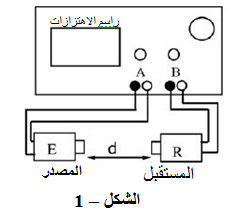 راسم الاهتزازات
A B
E d R
المصدر المستقبل
الشكل – 1